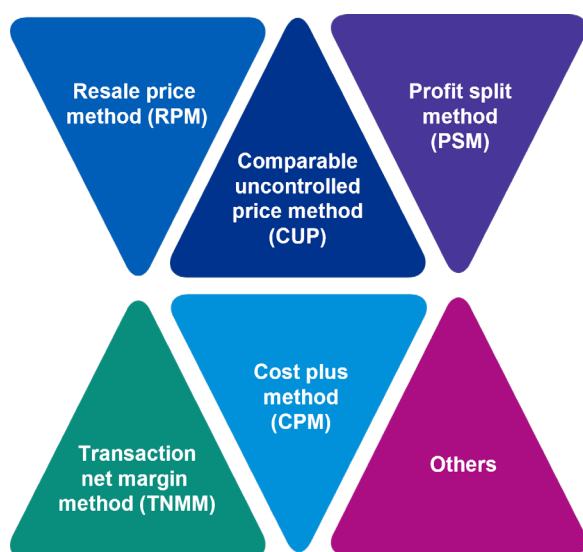 Resale price
method (RPM)
Comparable
uncontrolled
price method
(CUP)
Profit split
method
(PSM)
Transaction
net margin
method (TNMM)
Cost plus
method
(CPM)
Others